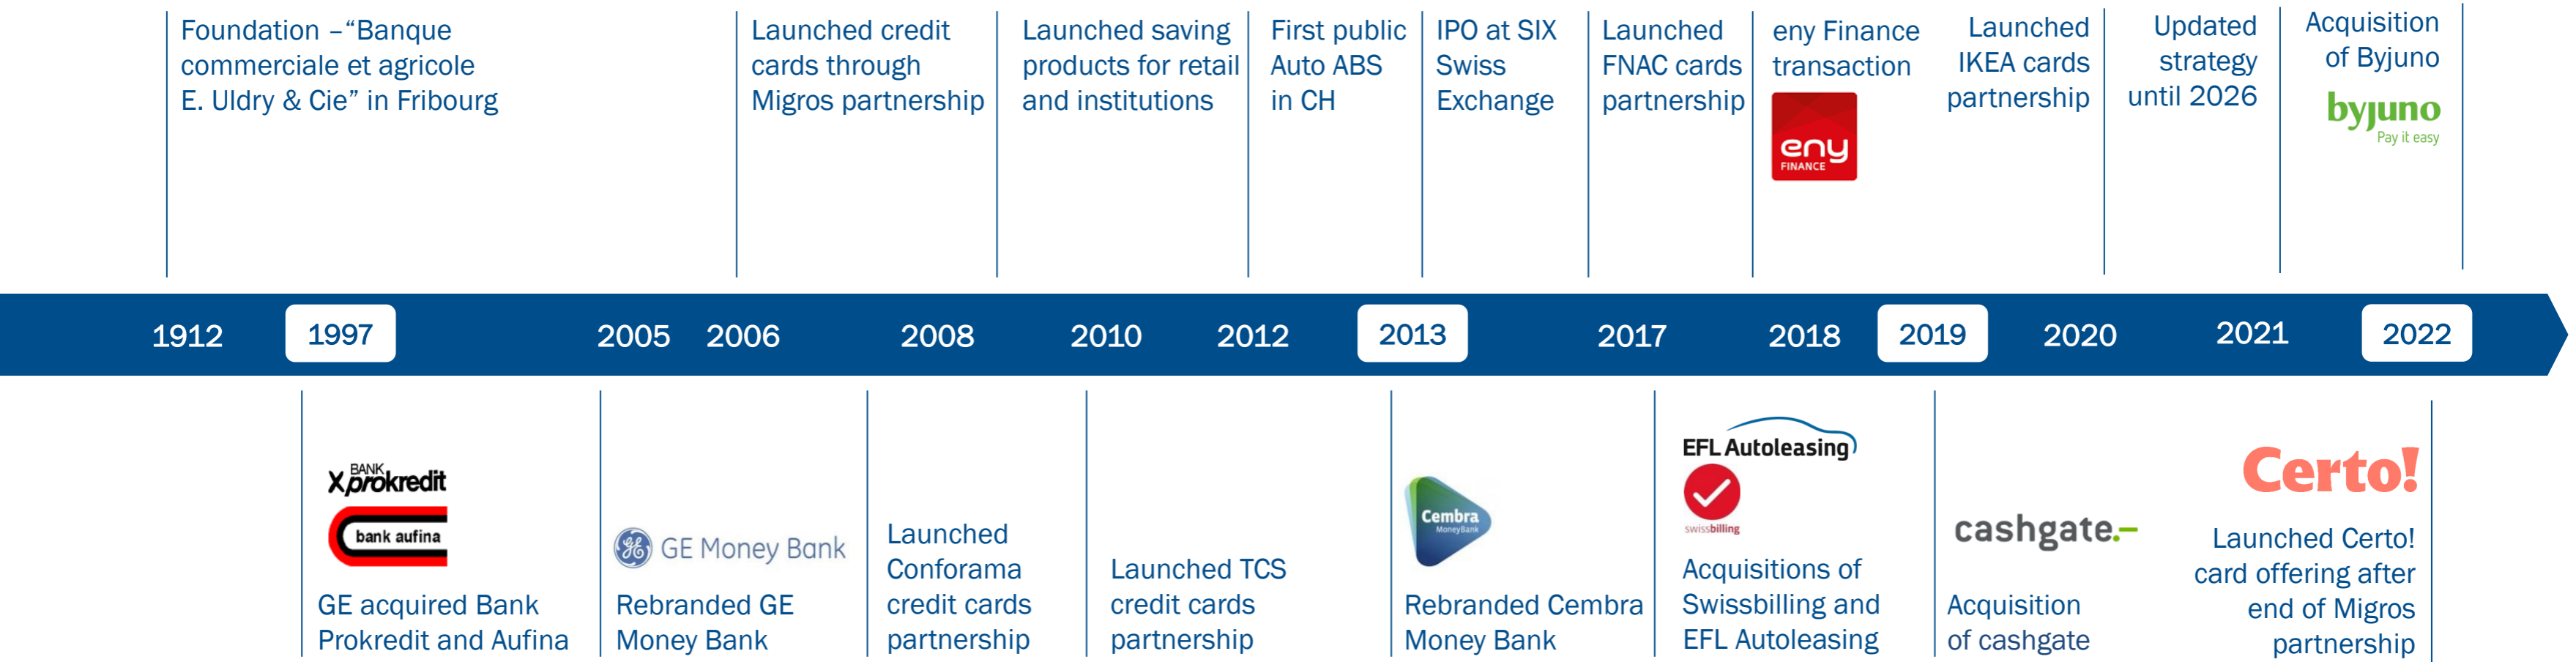 Foundation –“Banque
commerciale et agricole
E. Uldry & Cie” in Fribourg
Launched credit
cards through
Migros partnership
Launched saving
products for retail
and institutions
First public
Auto ABS
in CH
IPO at SIX
Swiss
Exchange
Launched
FNAC cards
partnership
eny Finance
transaction
eny
FINANCE
Launched
IKEA cards
partnership
Updated
strategy
until 2026
Acquisition
of Byjuno
byjuno
Pay it easy
1912 1997 2005 2006 2008 2010 2012 2013 2017 2018 2019 2020 2021 2022
BANK
Xprokredit
bank aufina
GE acquired Bank
Prokredit and Aufina
GE Money Bank
Rebranded GE
Money Bank
Launched
Conforama
credit cards
partnership
Launched TCS
credit cards
partnership
Cembra
MoneyBank
Rebranded Cembra
Money Bank
EFL Autoleasing
swissbilling
Acquisitions of
Swissbilling and
EFL Autoleasing
cashgate.–
Acquisition
of cashgate
Certo!
Launched Certo!
card offering after
end of Migros
partnership